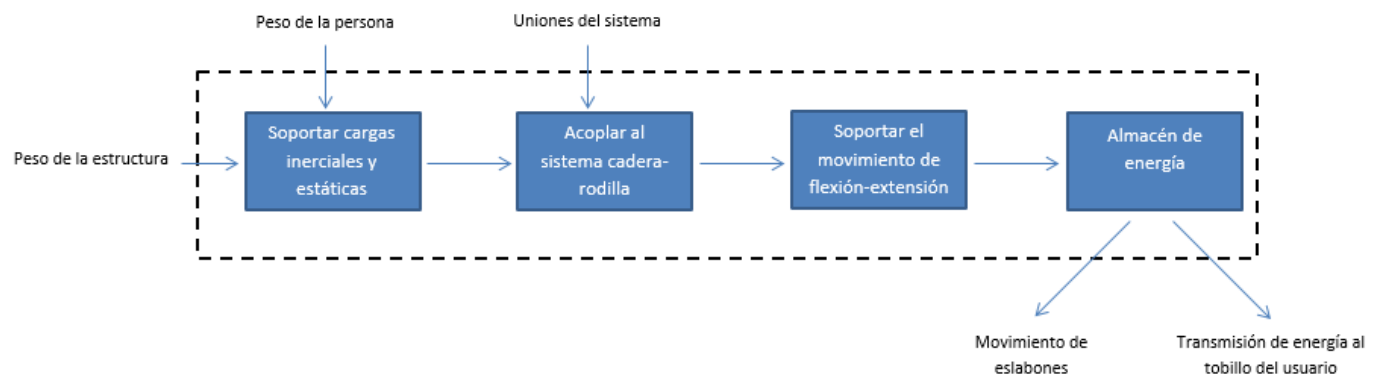 Peso de la persona
Uniones del sistema
Peso de la estructura
Soportar cargas
inerciales y
estáticas
Acoplar al
sistema cadera-
rodilla
Soportar el
movimiento de
flexión-extensión
Almacén de
energía
Movimiento de
eslabones
Transmisión de energía al
tobillo del usuario